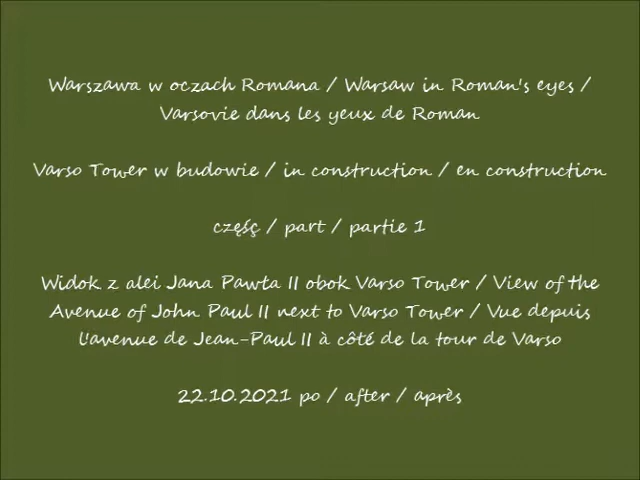 Warszawa w oczach Romana / Warsaw in Roman's eyes /
Varsovie dans les yeux de Roman
Varso Tower w budowie / in construction / en construction
częśç / part / partie 1
Widok z alei Jana Pawła II obok Varso Tower / View of the
Avenue of John Paul II next to Varso Tower / Vue depuis
l'avenue de Jean-Paul II à côté de la tour de Varso
22.10.2021 po / after / après